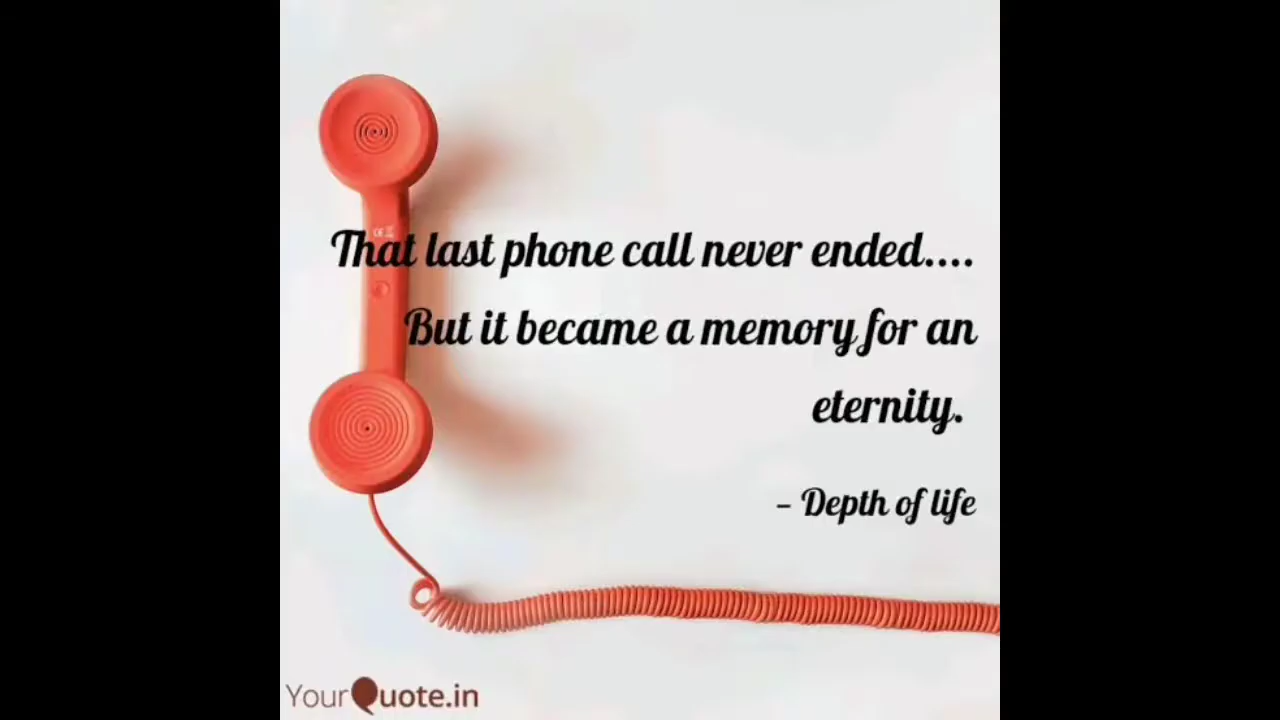 That last phone call never ended....
But it became a memory for an
eternity.
– Depth of life
YourQuote.in